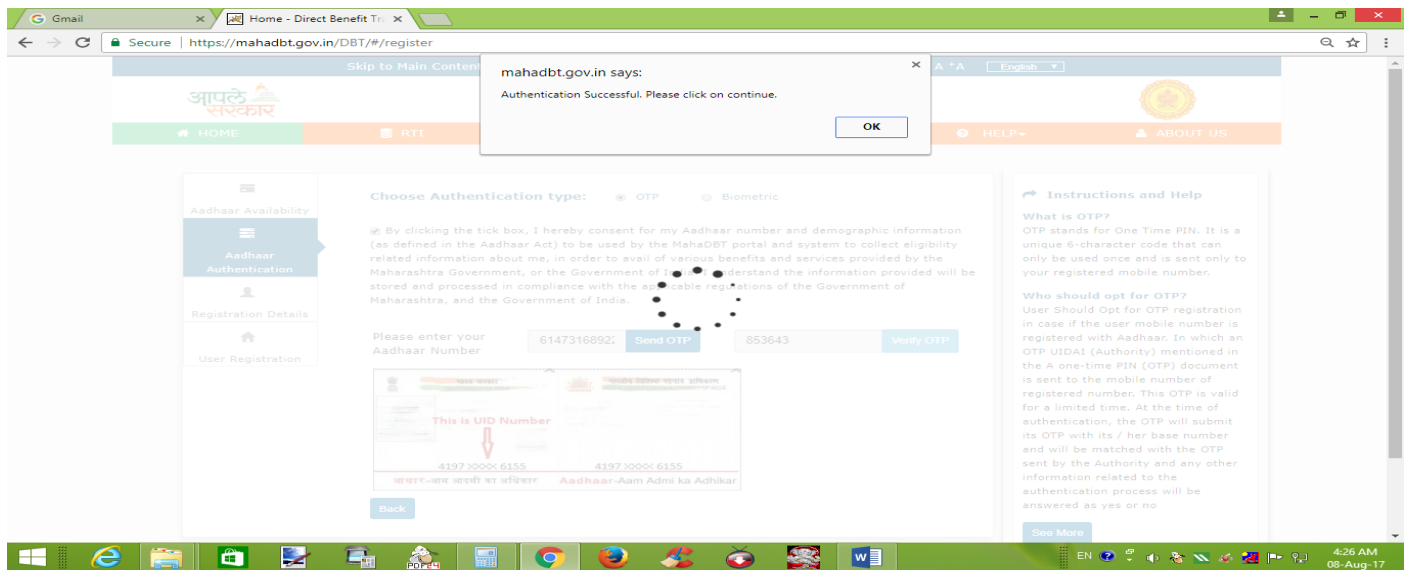 Gmail
Home - Direct Benefit Tr
Secure | https://mahadbt.gov.in/DBT/#/register
Skip to Main Conten
A +A
English
mahadbt.gov.in says:
Authentication Successful. Please click on continue.
OK
आपले
सरकार
HOME
RTI
HELP
ABOUT US
Aadhaar Availability
Aadhaar
Authentication
Registration Details
User Registration
Choose Authentication type: OTP Biometric
By clicking the tick box, I hereby consent for my Aadhaar number and demographic information
(as defined in the Aadhaar Act) to be used by the MahaDBT portal and system to collect eligibility
related information about me, in order to avail of various benefits and services provided by the
Maharashtra Government, or the Government of India. I understand the information provided will be
stored and processed in compliance with the applicable regulations of the Government of
Maharashtra, and the Government of India.
Please enter your
Aadhaar Number
6147316892
Send OTP
853643
Verify OTP
This is UID Number
4197 XXXX 6155 4197 XXXX 6155
आधार-आम आदमी का अधिकार Aadhaar-Aam Admi ka Adhikar
Back
Instructions and Help
What is OTP?
OTP stands for One Time PIN. It is a
unique 6-character code that can
only be used once and is sent only to
your registered mobile number.
Who should opt for OTP?
User Should Opt for OTP registration
in case if the user mobile number is
registered with Aadhaar. In which an
OTP UIDAI (Authority) mentioned in
the A one-time PIN (OTP) document
is sent to the mobile number of
registered number. This OTP is valid
for a limited time. At the time of
authentication, the OTP will submit
its OTP with its / her base number
and will be matched with the OTP
sent by the Authority and any other
information related to the
authentication process will be
answered as yes or no
See More
EN
4:26 AM
08-Aug-17